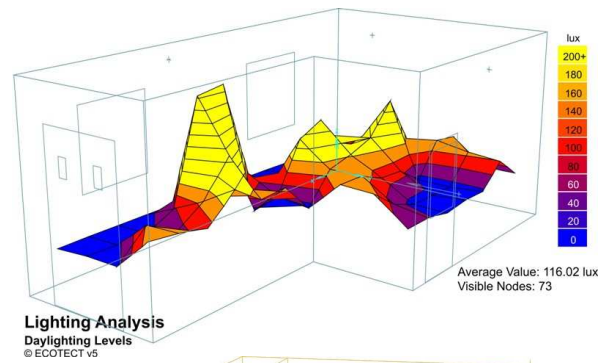 lux
200+
180
160
140
120
100
80
60
40
20
0
Average Value: 116.02 lux
Visible Nodes: 73
Lighting Analysis
Daylighting Levels
© ECOTECT v5